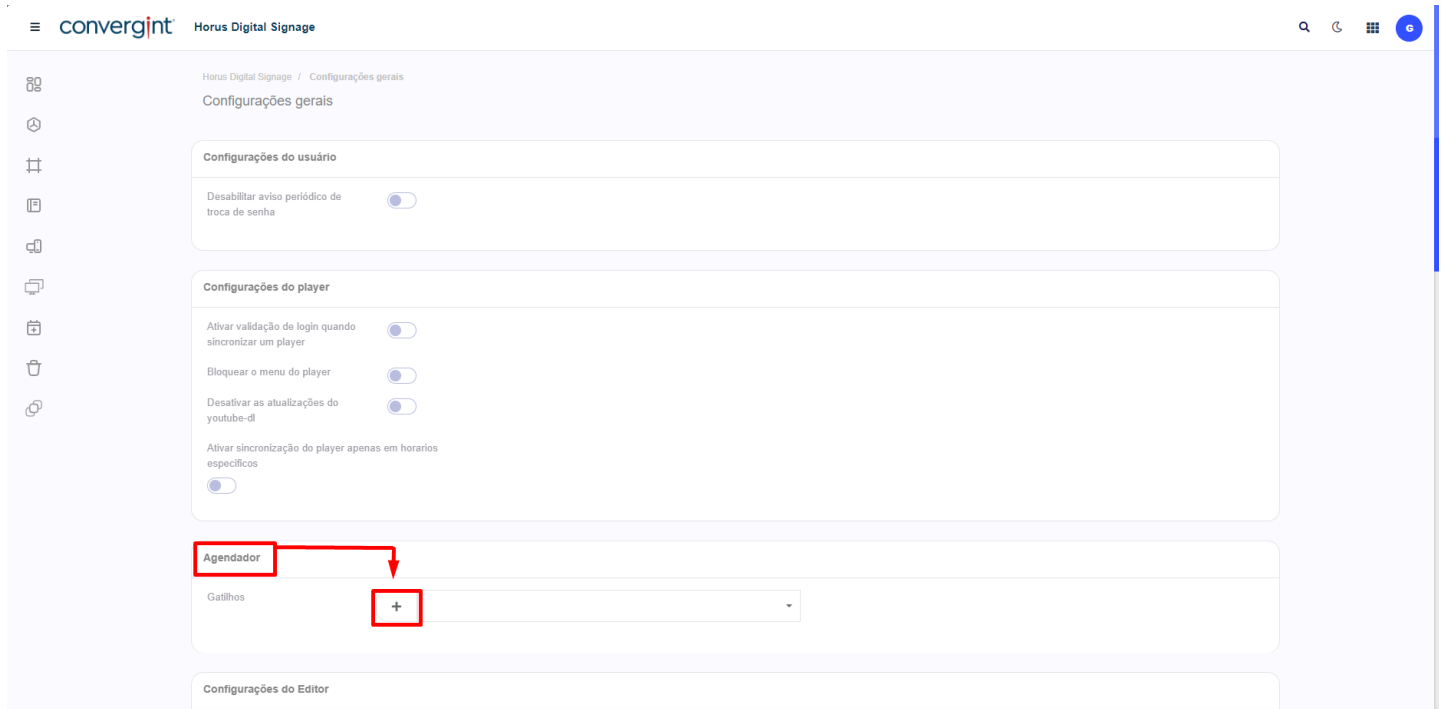 convergint
Horus Digital Signage
G
Horus Digital Signage / Configurações gerais
Configurações gerais
Configurações do usuário
Desabilitar aviso periódico de
troca de senha
Configurações do player
Ativar validação de login quando
sincronizar um player
Bloquear o menu do player
Desativar as atualizações do
youtube-dl
Ativar sincronização do player apenas em horarios
especificos
Agendador
Gatilhos
+
Configurações do Editor